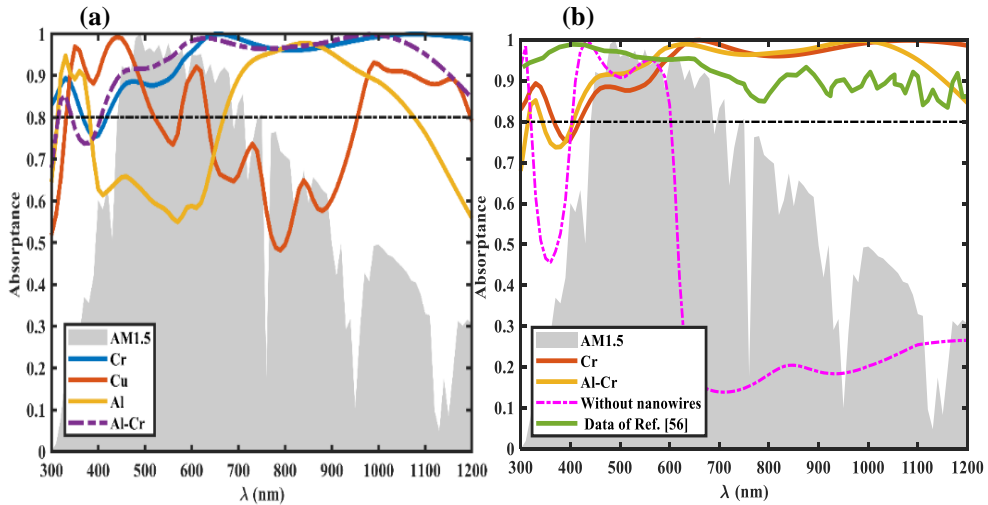 (a)
1
0.9
0.8
0.7
0.6
0.5
0.4
0.3
0.2
0.1
0
Absorptance
AM1.5
Cr
Cu
Al
Al-Cr
300 400 500 600 700 800 900 1000 1100 1200
λ (nm)
(b)
1
0.9
0.8
0.7
0.6
0.5
0.4
0.3
0.2
0.1
0
Absorptance
AM1.5
Cr
Al-Cr
Without nanowires
Data of Ref. [56]
300 400 500 600 700 800 900 1000 1100 1200
λ (nm)